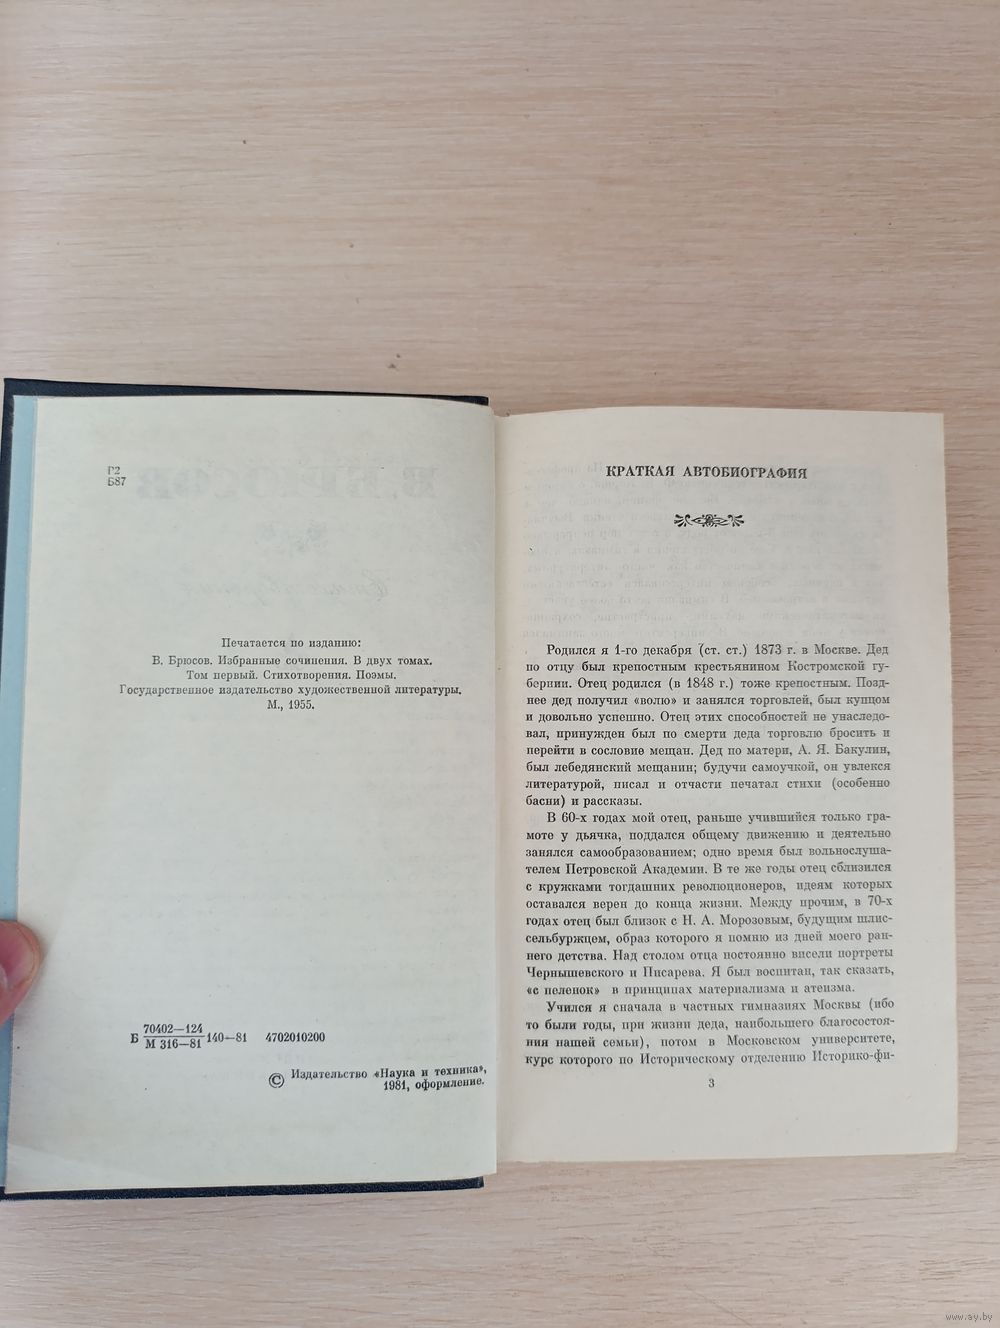 Г2
Б87
Печатается по изданию:
В. Брюсов. Избранные сочинения. В двух томах.
Том первый. Стихотворения. Поэмы.
Государственное издательство художественной литературы.
М., 1955.
Б 70402—124 140—81 4702010200
М 316—81
© Издательство «Наука и техника»,
1981, оформление.
КРАТКАЯ АВТОБИОГРАФИЯ
Родился я 1-го декабря (ст. ст.) 1873 г. в Москве. Дед
по отцу был крепостным крестьянином Костромской гу-
бернии. Отец родился (в 1848 г.) тоже крепостным. Позд-
нее дед получил «волю» и занялся торговлей, был купцом
и довольно успешно. Отец этих способностей не унаследо-
вал, принужден был по смерти деда торговлю бросить и
перейти в сословие мещан. Дед по матери, А. Я. Бакулин,
был лебедянский мещанин; будучи самоучкой, он увлекся
литературой, писал и отчасти печатал стихи (особенно
басни) и рассказы.
В 60-х годах мой отец, раньше учившийся только гра-
моте у дьячка, поддался общему движению и деятельно
занялся самообразованием; одно время был вольнослуша-
телем Петровской Академии. В те же годы отец сблизился
с кружками тогдашних революционеров, идеям которых
оставался верен до конца жизни. Между прочим, в 70-х
годах отец был близок с Н. А. Морозовым, будущим шлис-
сельбуржцем, образ которого я помню из дней моего ран-
него детства. Над столом отца постоянно висели портреты
Чернышевского и Писарева. Я был воспитан, так сказать,
«с пеленок» в принципах материализма и атеизма.
Учился я сначала в частных гимназиях Москвы (ибо
то были годы, при жизни деда, наибольшего благосостоя-
ния нашей семьи), потом в Московском университете,
курс которого по Историческому отделению Историко-фи-
3
www.ay.by